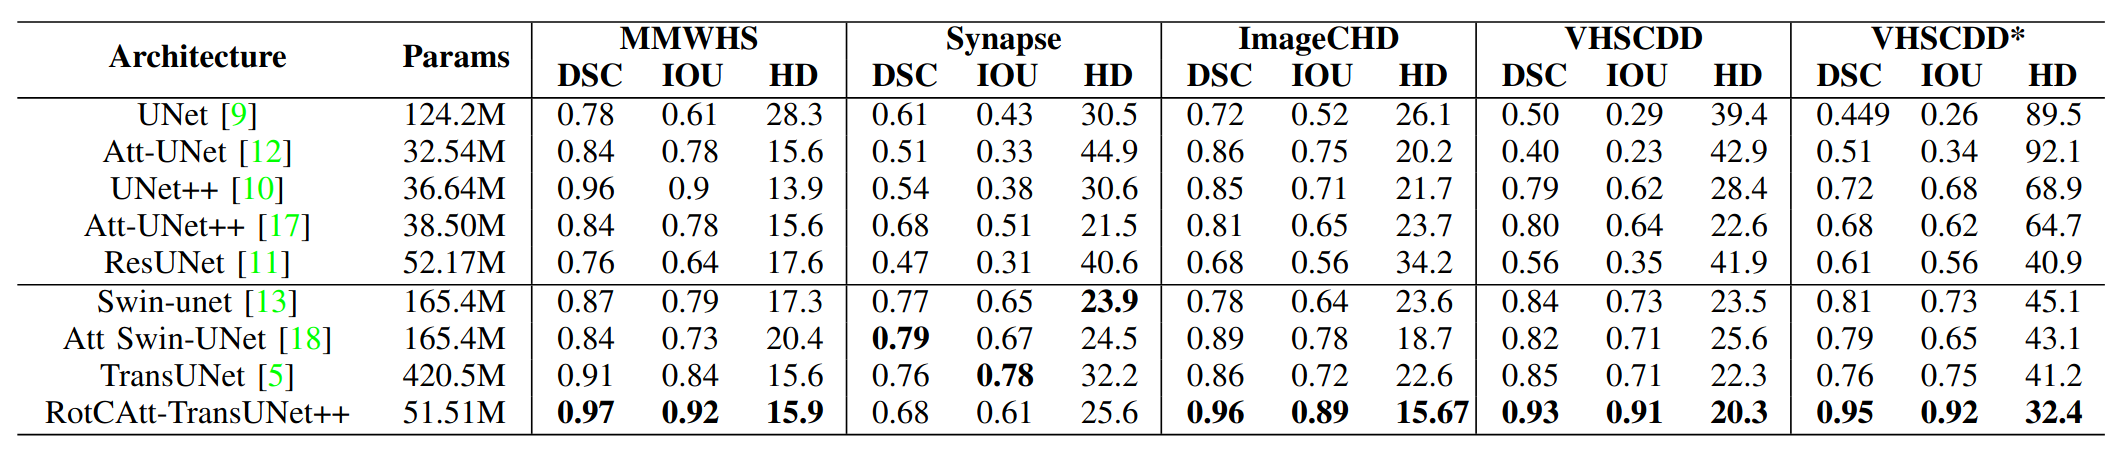 Architecture Params MMWHS Synapse ImageCHD VHSCDD VHSCDD*
DSC IOU HD DSC IOU HD DSC IOU HD DSC IOU HD DSC IOU HD
UNet [9] 124.2M 0.78 0.61 28.3 0.61 0.43 30.5 0.72 0.52 26.1 0.50 0.29 39.4 0.449 0.26 89.5
Att-UNet [12] 32.54M 0.84 0.78 15.6 0.51 0.33 44.9 0.86 0.75 20.2 0.40 0.23 42.9 0.51 0.34 92.1
UNet++ [10] 36.64M 0.96 0.9 13.9 0.54 0.38 30.6 0.85 0.71 21.7 0.79 0.62 28.4 0.72 0.68 68.9
Att-UNet++ [17] 38.50M 0.84 0.78 15.6 0.68 0.51 21.5 0.81 0.65 23.7 0.80 0.64 22.6 0.68 0.62 64.7
ResUNet [11] 52.17M 0.76 0.64 17.6 0.47 0.31 40.6 0.68 0.56 34.2 0.56 0.35 41.9 0.61 0.56 40.9
Swin-unet [13] 165.4M 0.87 0.79 17.3 0.77 0.65 23.9 0.78 0.64 23.6 0.84 0.73 23.5 0.81 0.73 45.1
Att Swin-UNet [18] 165.4M 0.84 0.73 20.4 0.79 0.67 24.5 0.89 0.78 18.7 0.82 0.71 25.6 0.79 0.65 43.1
TransUNet [5] 420.5M 0.91 0.84 15.6 0.76 0.78 32.2 0.86 0.72 22.6 0.85 0.71 22.3 0.76 0.75 41.2
RotCAtt-TransUNet++ 51.51M 0.97 0.92 15.9 0.68 0.61 25.6 0.96 0.89 15.67 0.93 0.91 20.3 0.95 0.92 32.4